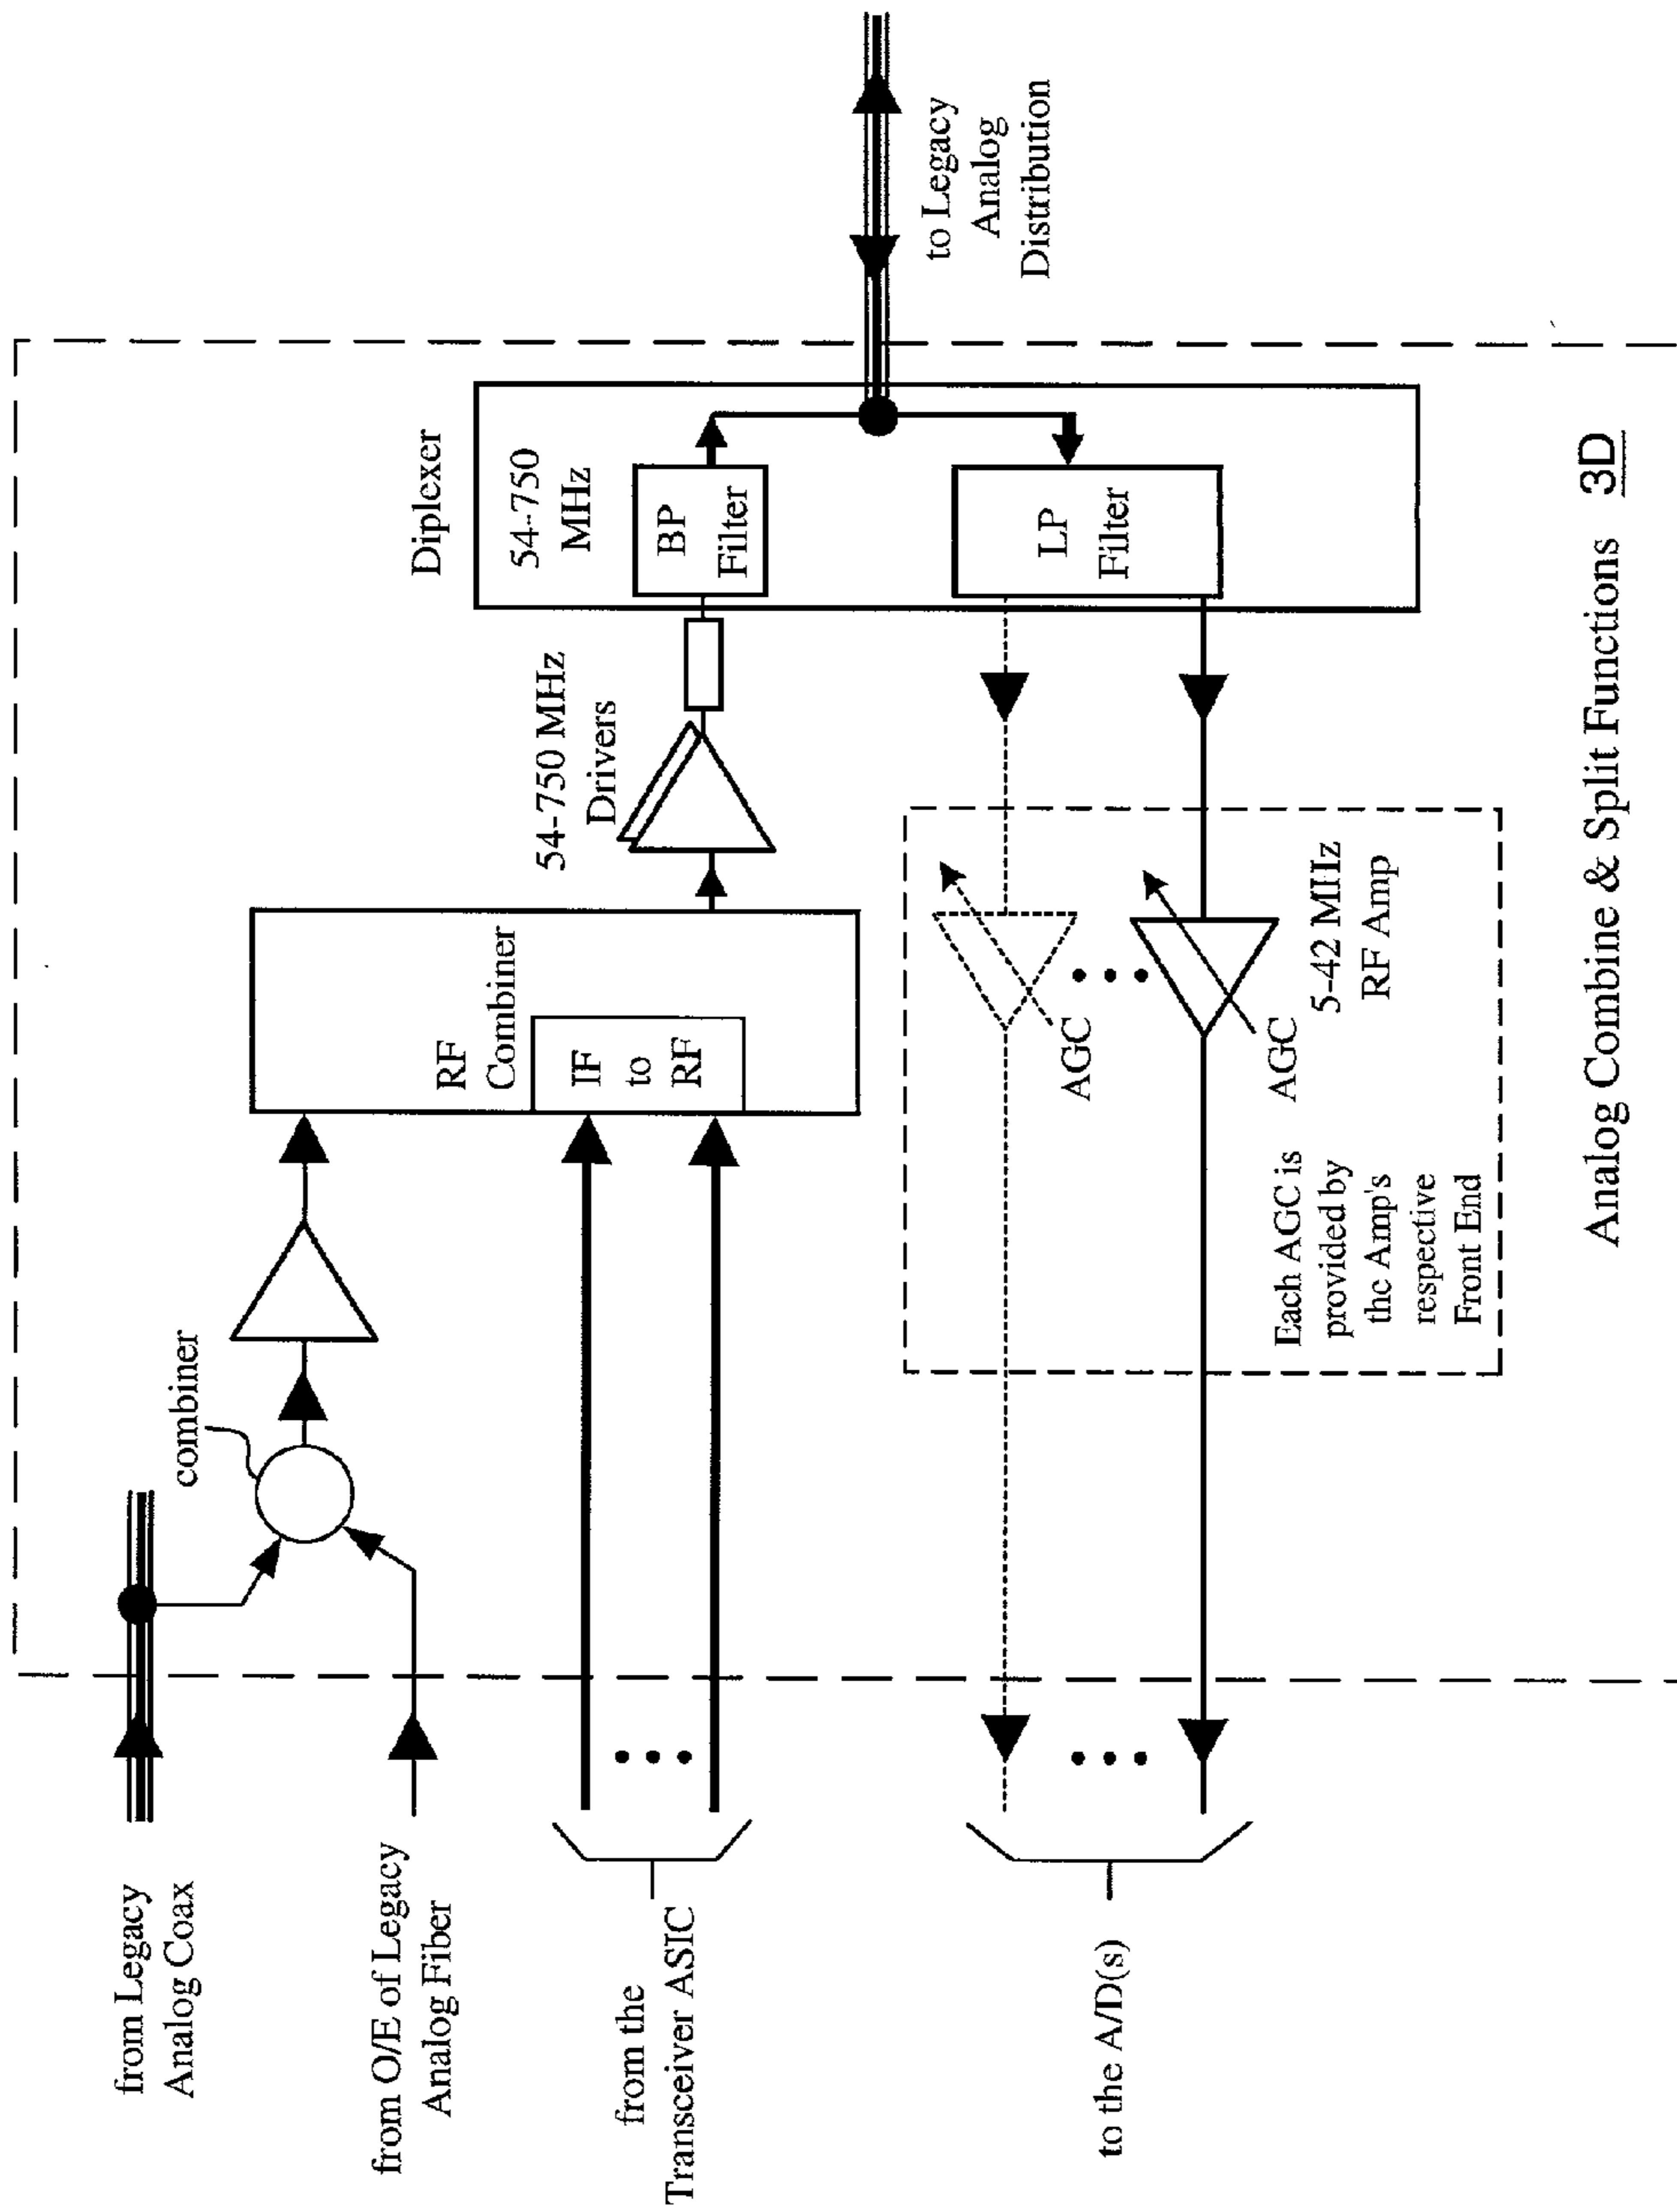 from Legacy
Analog Coax
from O/E of Legacy
Analog Fiber
from the
Transceiver ASIC
to the A/D(s)
combiner
RF
Combiner
IF
to
RF
54-750 MHz
Drivers
Diplexer
54-750
MHz
BP
Filter
LP
Filter
to Legacy
Analog
Distribution
AGC
AGC
5-42 MHz
RF Amp
Each AGC is
provided by
the Amp's
respective
Front End
Analog Combine & Split Functions 3D